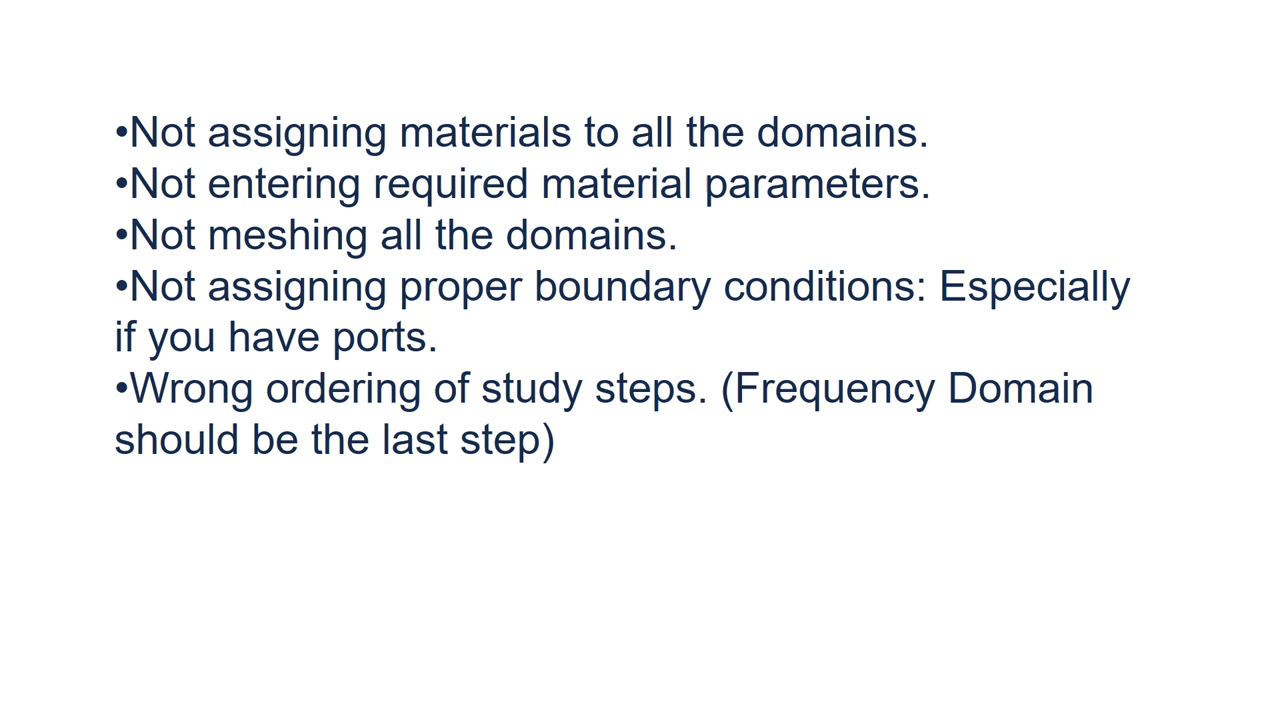 •Not assigning materials to all the domains.
•Not entering required material parameters.
•Not meshing all the domains.
•Not assigning proper boundary conditions: Especially
if you have ports.
•Wrong ordering of study steps. (Frequency Domain
should be the last step)